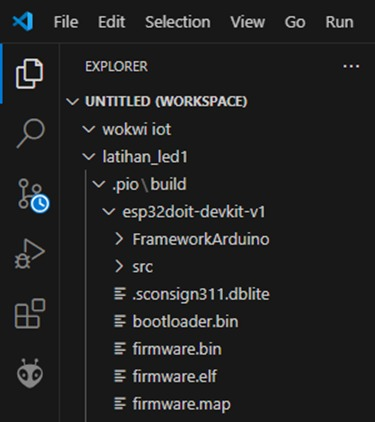 File Edit Selection View Go Run
EXPLORER ...
UNTITLED (WORKSPACE)
wokwi iot
latihan_led1
.pio\build
esp32doit-devkit-v1
FrameworkArduino
src
.sconsign311.dblite
bootloader.bin
firmware.bin
firmware.elf
firmware.map